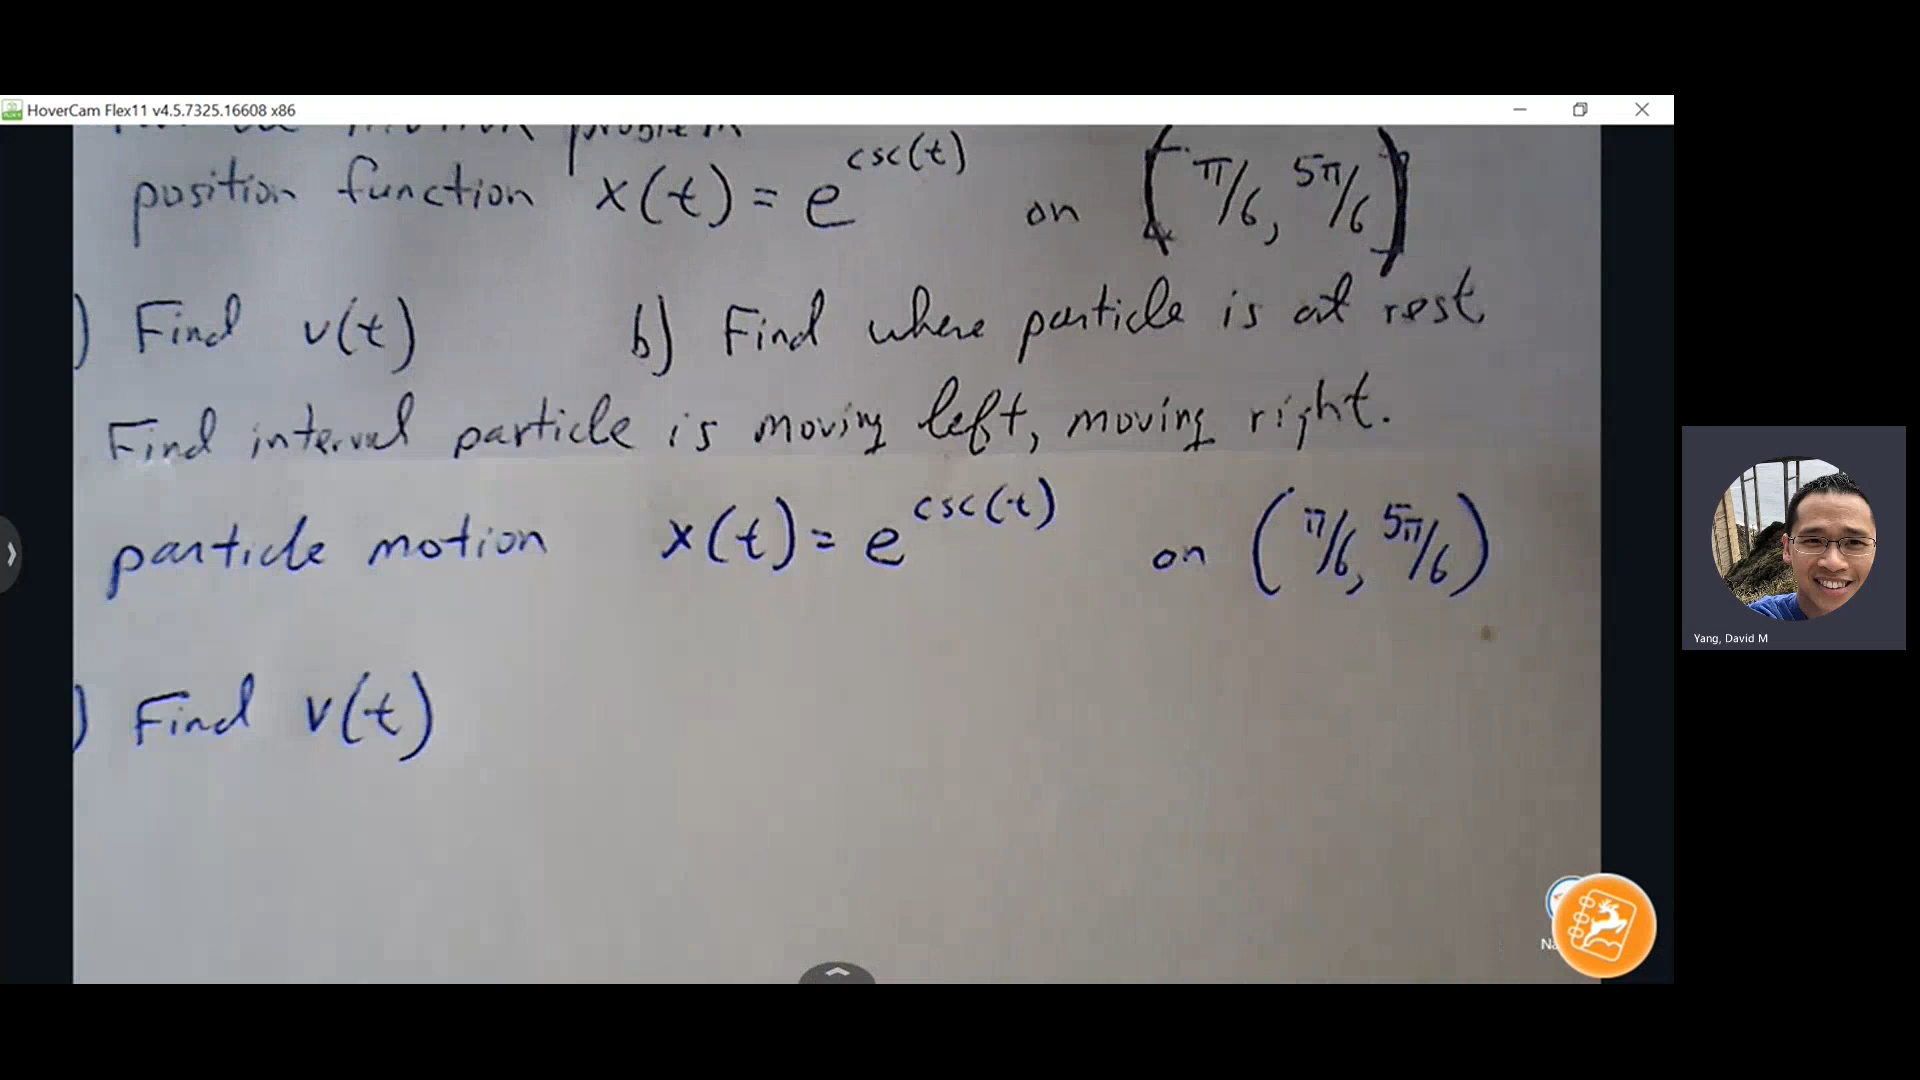 HoverCam Flex11 v4.5.7325.16608 x86
motion problem
position function x(t) = e^csc(t) on (π/6, 5π/6)
) Find v(t) b) Find where particle is at rest.
Find interval particle is moving left, moving right.
particle motion x(t) = e^csc(t) on (π/6, 5π/6)
) Find v(t)
Yang, David M